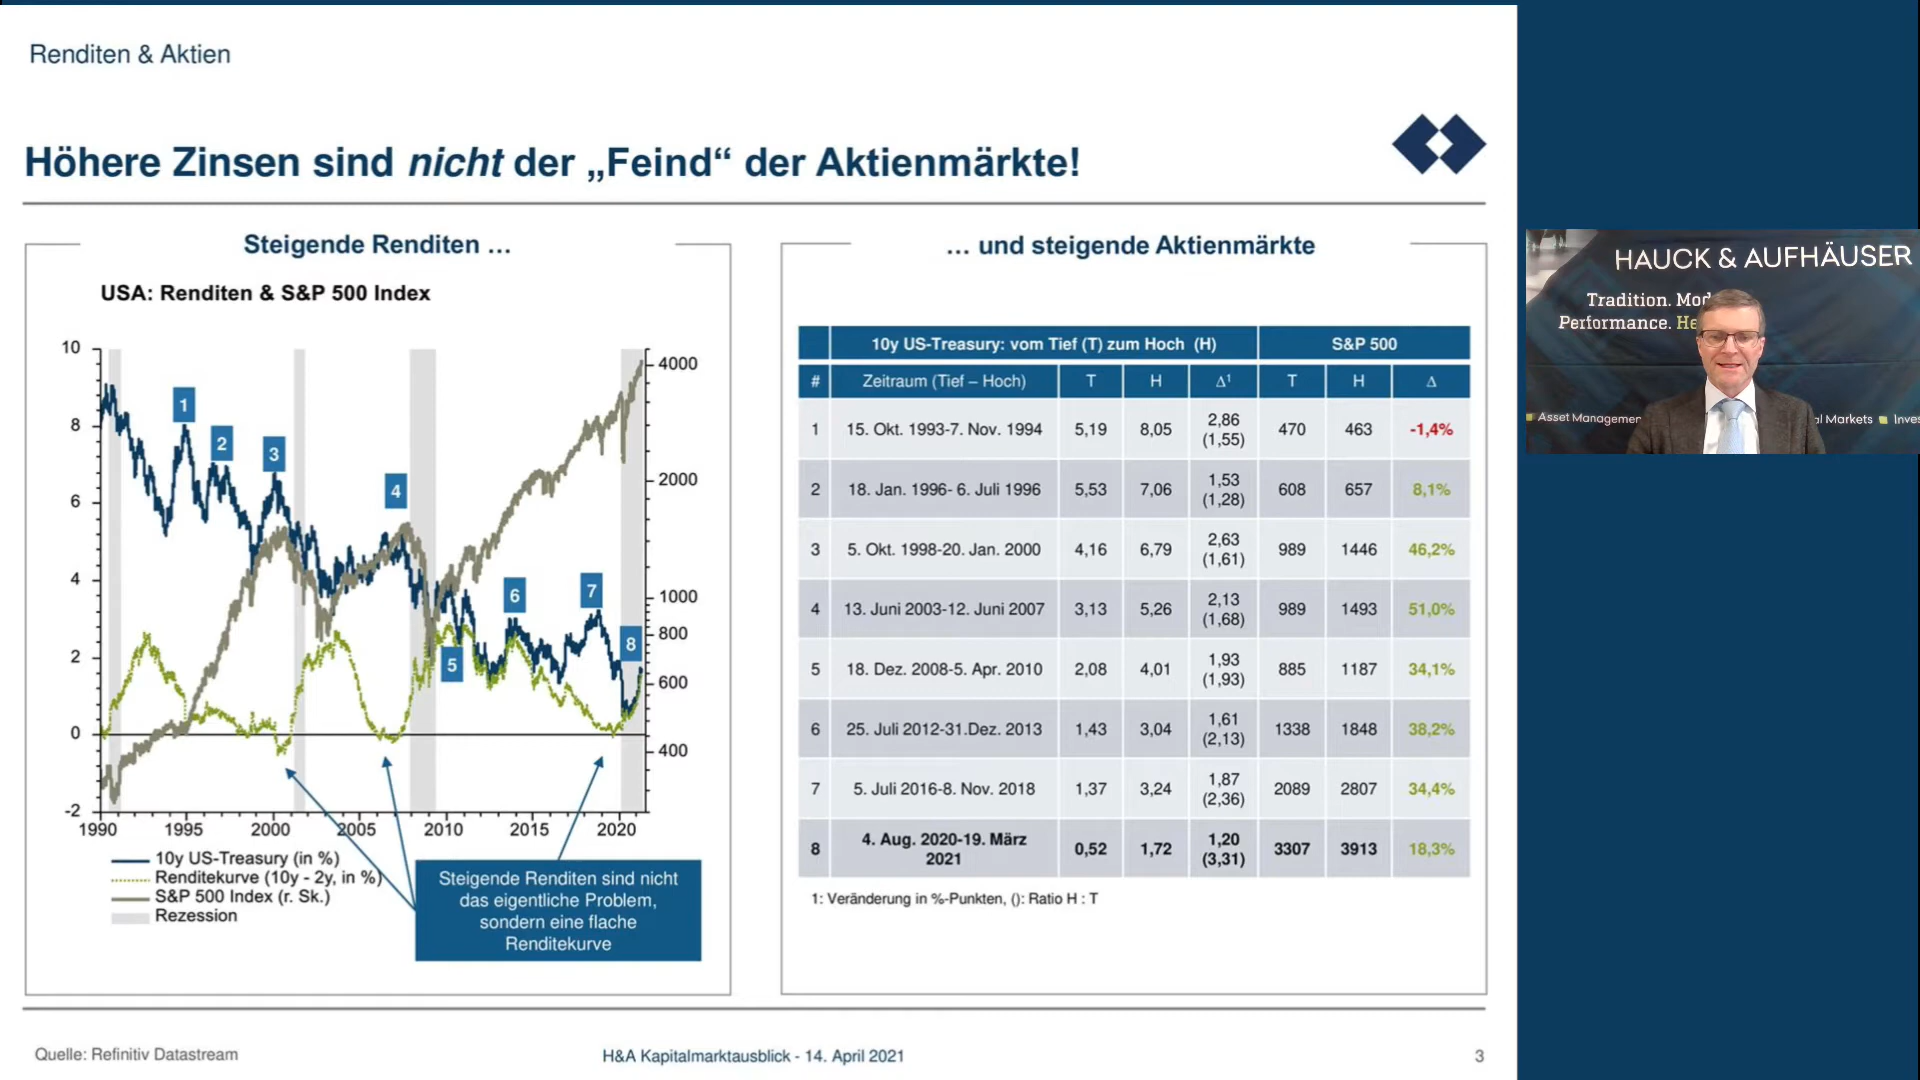 Renditen & Aktien
Höhere Zinsen sind nicht der „Feind“ der Aktienmärkte!
Steigende Renditen …
USA: Renditen & S&P 500 Index
10
8
6
4
2
0
-2
4000
2000
1000
800
600
400
1
2
3
4
5
6
7
8
1990 1995 2000 2005 2010 2015 2020
10y US-Treasury (in %)
Renditekurve (10y - 2y, in %)
S&P 500 Index (r. Sk.)
Rezession
Steigende Renditen sind nicht
das eigentliche Problem,
sondern eine flache
Renditekurve
… und steigende Aktienmärkte
10y US-Treasury: vom Tief (T) zum Hoch (H) S&P 500
# Zeitraum (Tief – Hoch) T H Δ¹ T H Δ
1 15. Okt. 1993-7. Nov. 1994 5,19 8,05 2,86 (1,55) 470 463 -1,4%
2 18. Jan. 1996- 6. Juli 1996 5,53 7,06 1,53 (1,28) 608 657 8,1%
3 5. Okt. 1998-20. Jan. 2000 4,16 6,79 2,63 (1,61) 989 1446 46,2%
4 13. Juni 2003-12. Juni 2007 3,13 5,26 2,13 (1,68) 989 1493 51,0%
5 18. Dez. 2008-5. Apr. 2010 2,08 4,01 1,93 (1,93) 885 1187 34,1%
6 25. Juli 2012-31.Dez. 2013 1,43 3,04 1,61 (2,13) 1338 1848 38,2%
7 5. Juli 2016-8. Nov. 2018 1,37 3,24 1,87 (2,36) 2089 2807 34,4%
8 4. Aug. 2020-19. März 2021 0,52 1,72 1,20 (3,31) 3307 3913 18,3%
1: Veränderung in %-Punkten, (): Ratio H : T
Quelle: Refinitiv Datastream
H&A Kapitalmarktausblick - 14. April 2021
3
HAUCK & AUFHÄUSER
Tradition. Mod
Performance. He
Asset Managemen
al Markets Inves